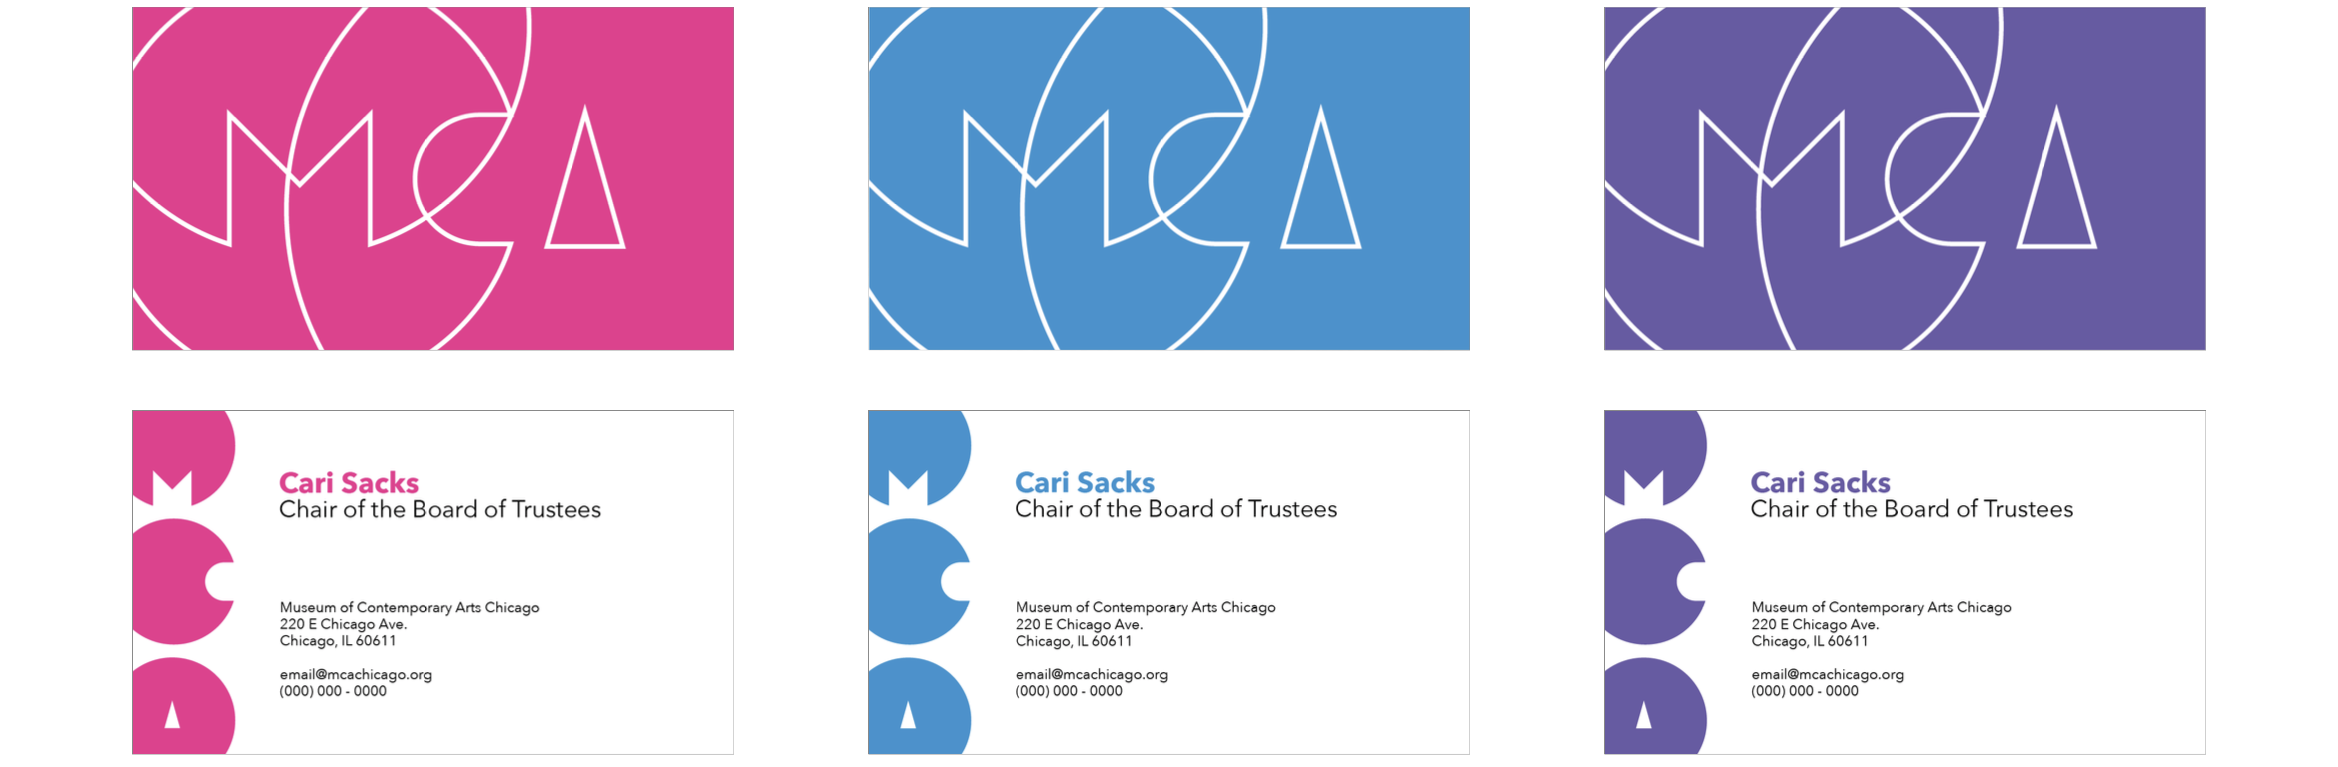 MCA
MCA
MCA
M
C
A
Cari Sacks
Chair of the Board of Trustees
Museum of Contemporary Arts Chicago
220 E Chicago Ave.
Chicago, IL 60611
email@mcachicago.org
(000) 000 - 0000
M
C
A
Cari Sacks
Chair of the Board of Trustees
Museum of Contemporary Arts Chicago
220 E Chicago Ave.
Chicago, IL 60611
email@mcachicago.org
(000) 000 - 0000
M
C
A
Cari Sacks
Chair of the Board of Trustees
Museum of Contemporary Arts Chicago
220 E Chicago Ave.
Chicago, IL 60611
email@mcachicago.org
(000) 000 - 0000